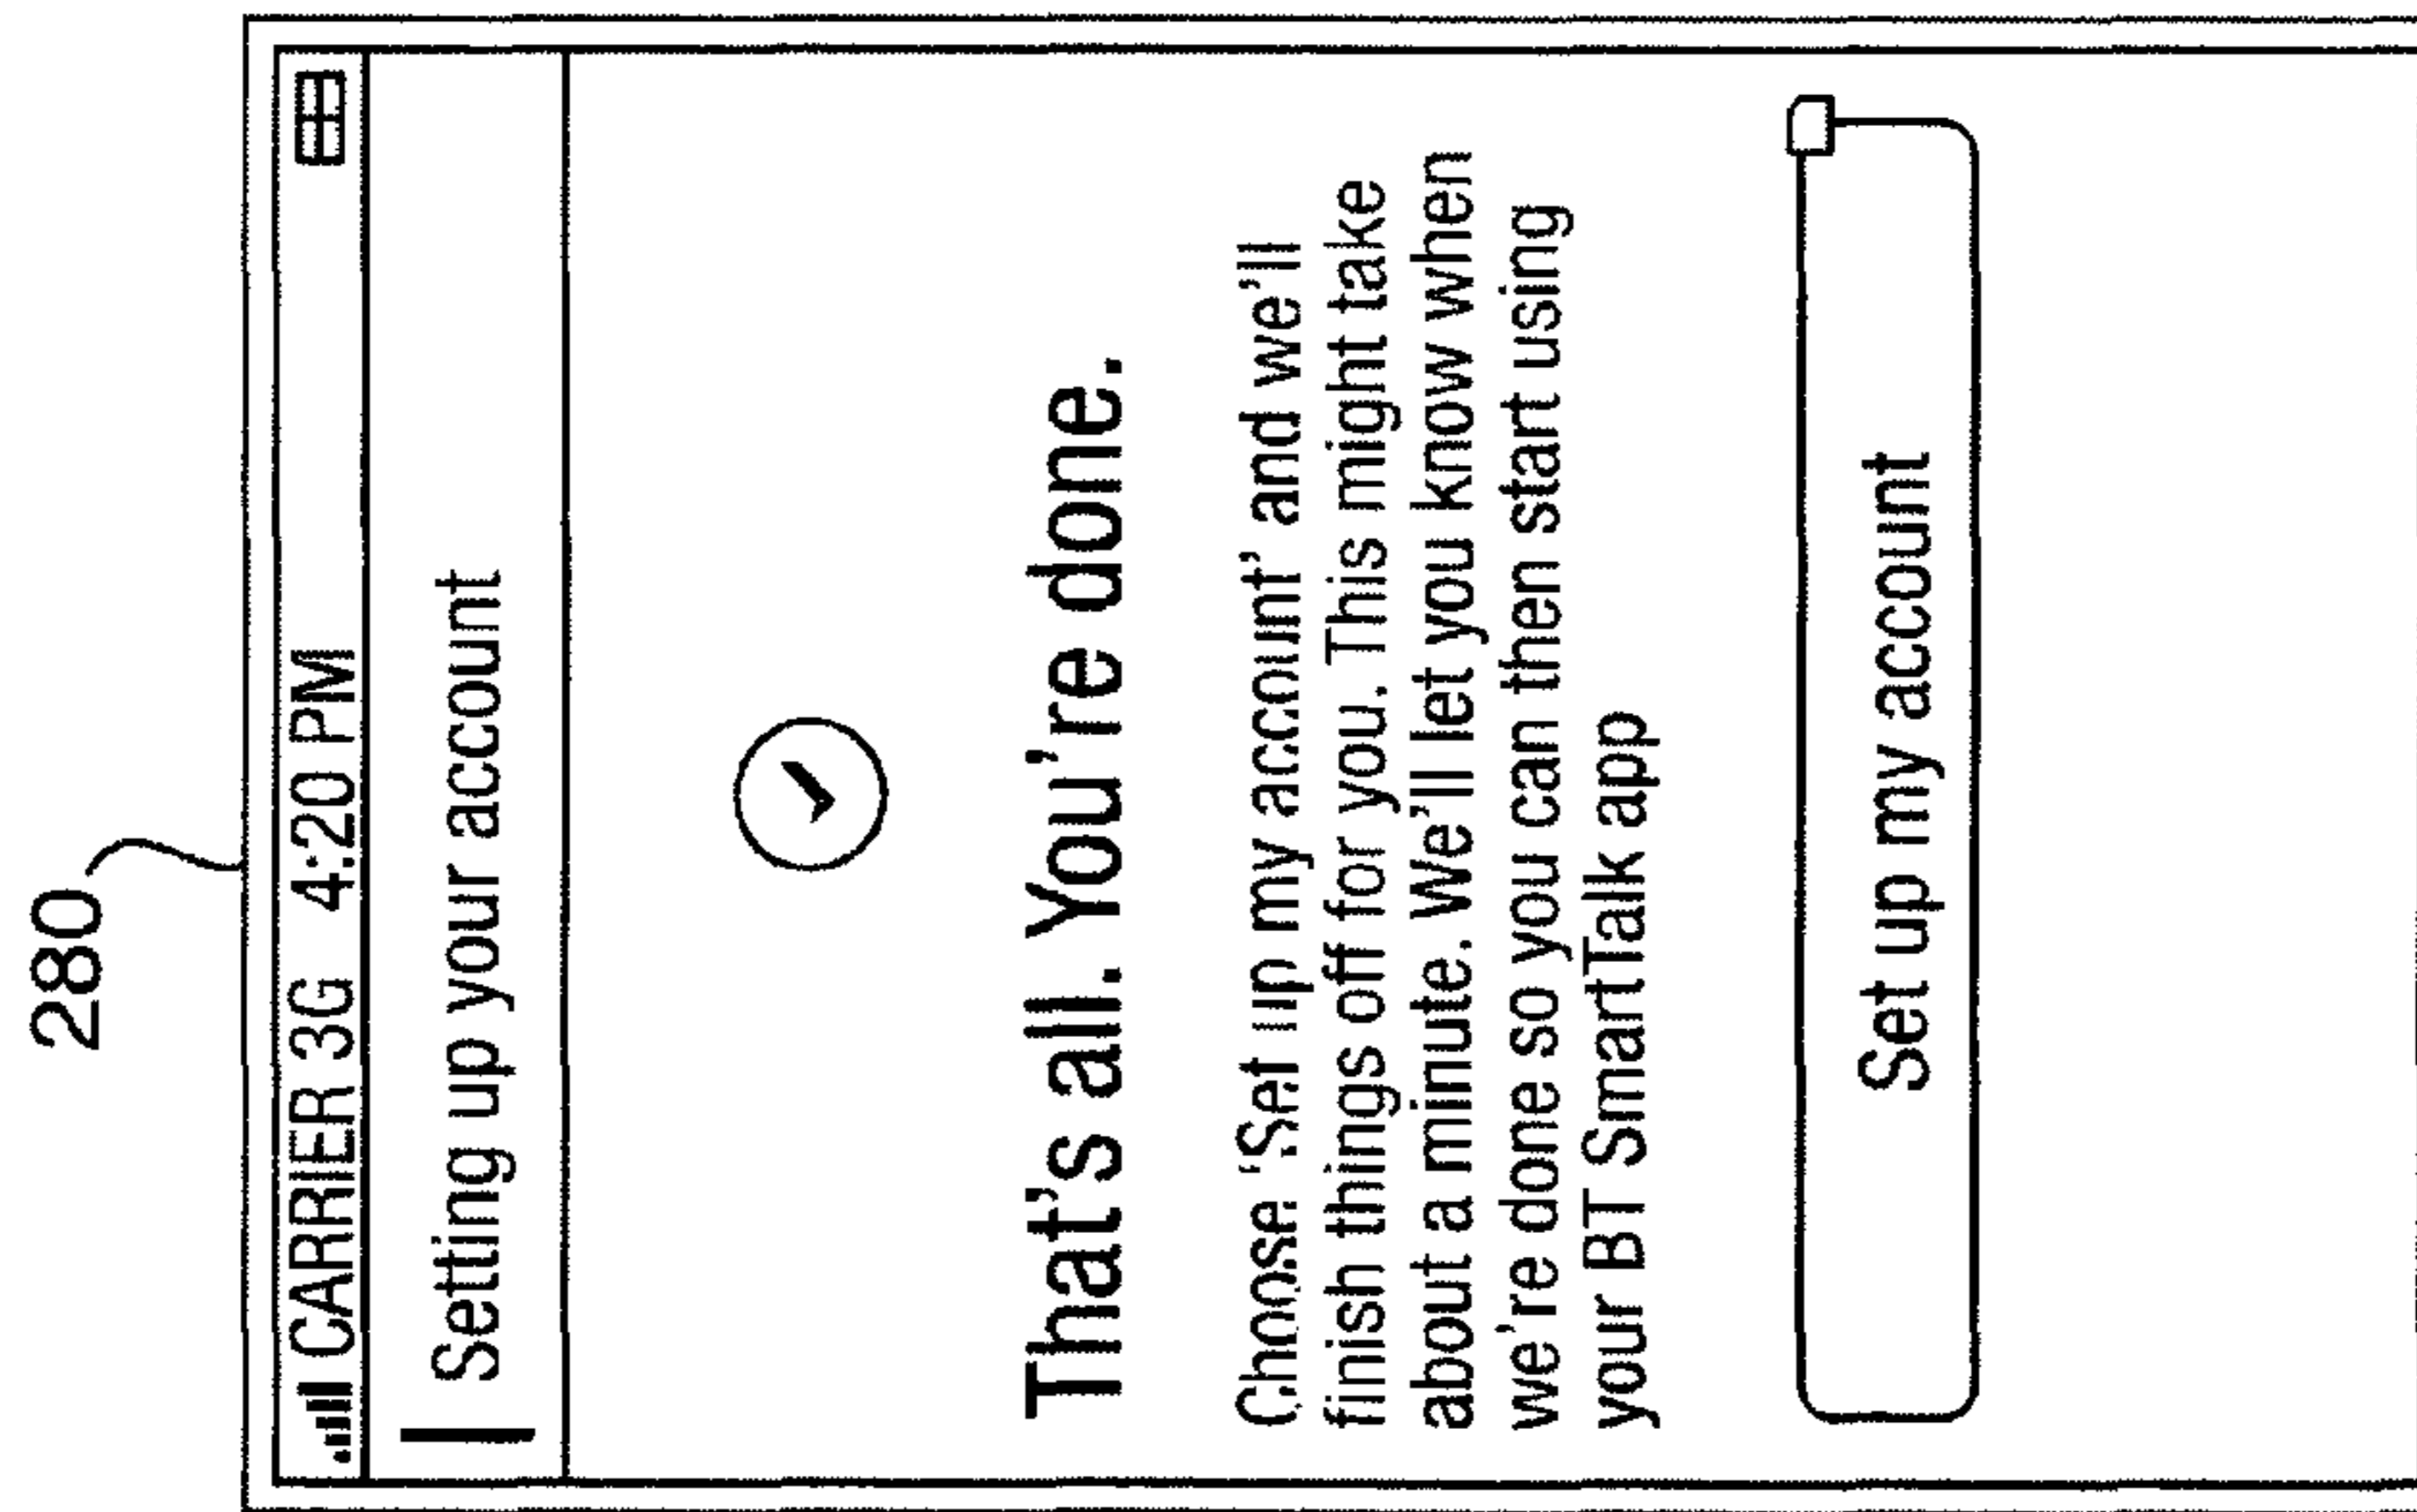 280
CARRIER 3G 4:20 PM
Setting up your account
That's all. You're done.
Choose 'Set up my account' and we'll
finish things off for you. This might take
about a minute. We'll let you know when
we're done so you can then start using
your BT SmartTalk app
Set up my account